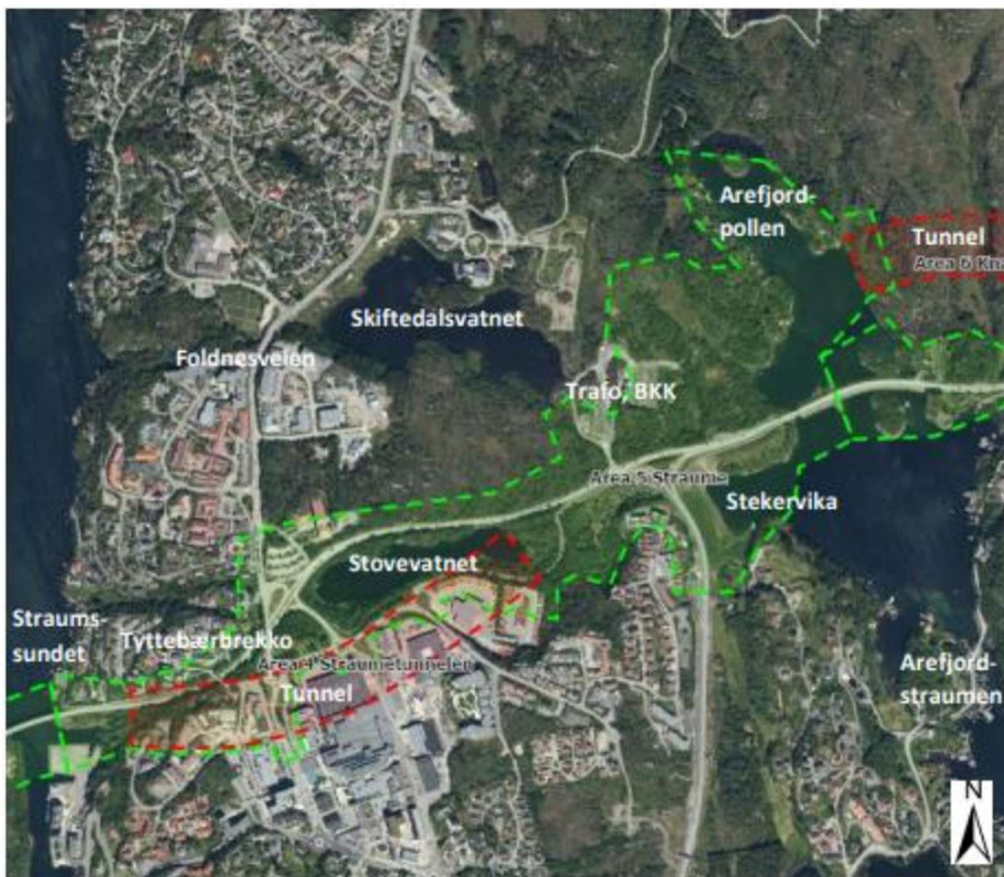 Arefjord-
pollen
Tunnel
Area 6 Kna
Skiftedalsvatnet
Foldnesveien
Trafo, BKK
Area 5 Straume
Stekervika
Stovevatnet
Straums-
sundet
Tyttebærbrekko
Area 4 Straumetunnelen
Tunnel
Arefjord-
straumen
N